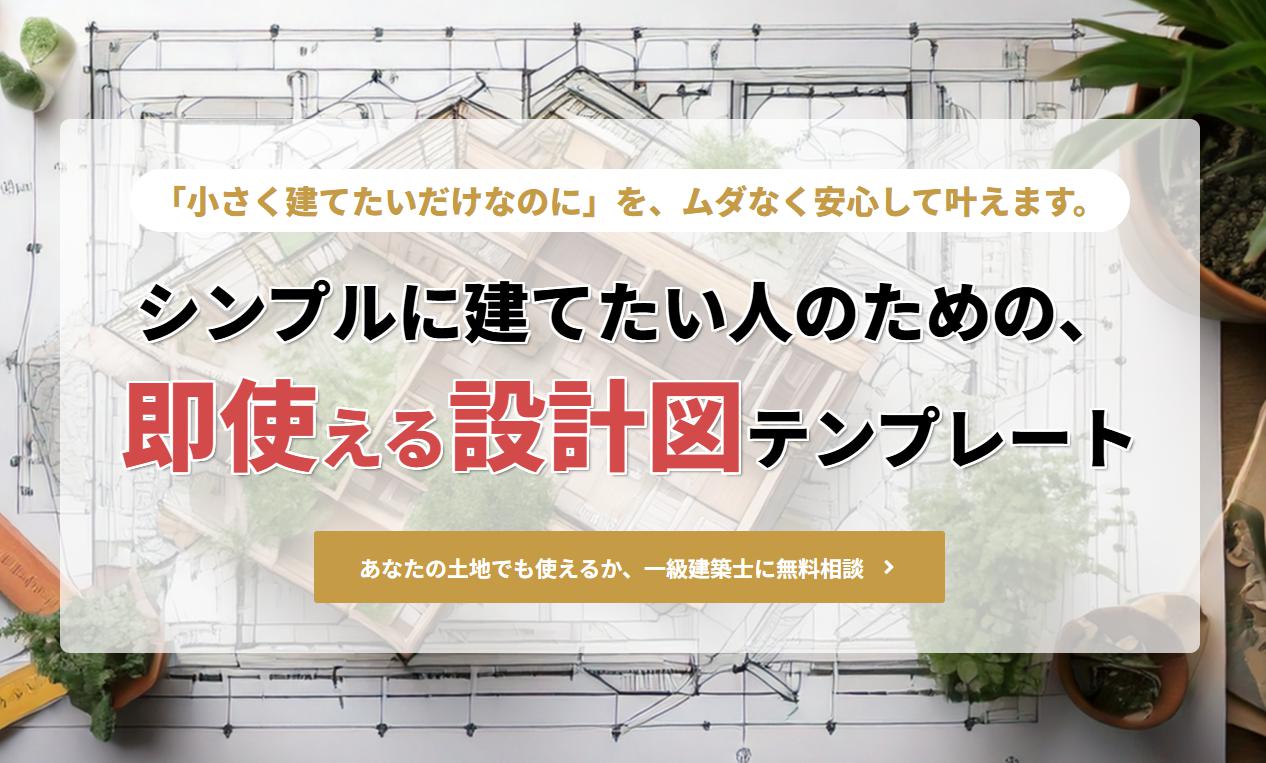 「小さく建てたいだけなのに」を、ムダなく安心して叶えます。
シンプルに建てたい人のための、
即使える設計図テンプレート
あなたの土地でも使えるか、一級建築士に無料相談